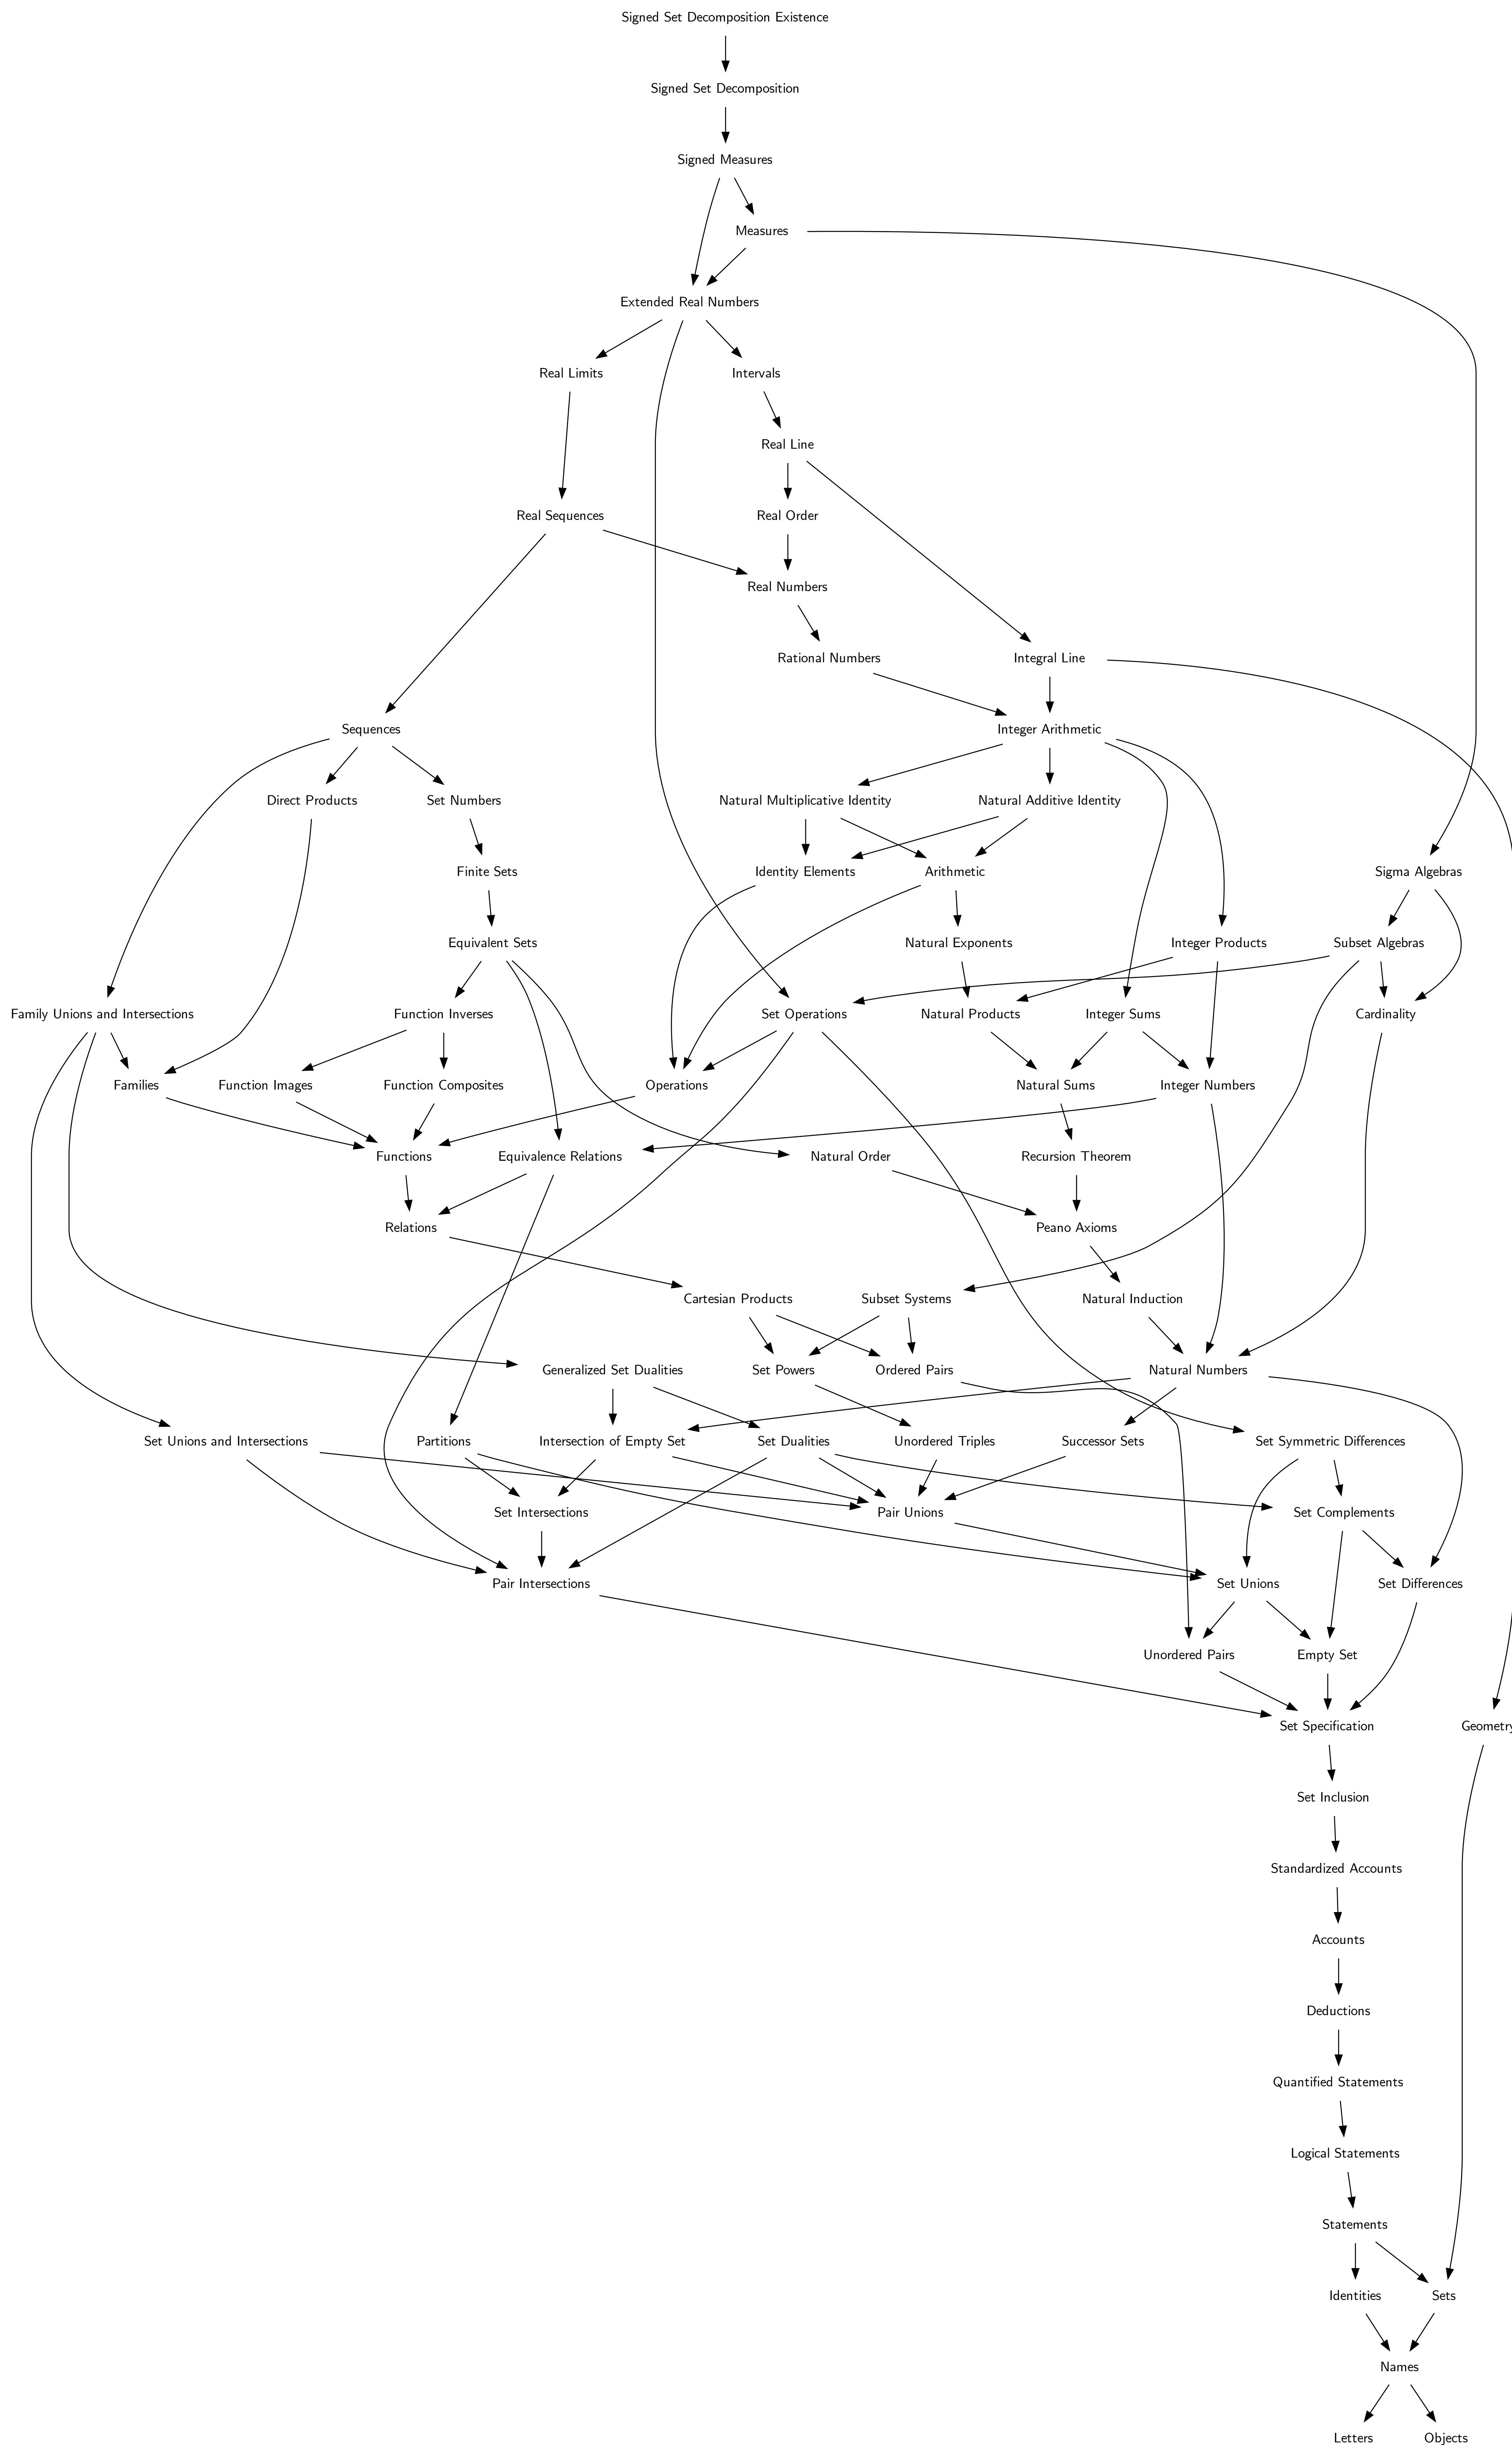 Signed Set Decomposition Existence
Signed Set Decomposition
Signed Measures
Measures
Extended Real Numbers
Real Limits
Intervals
Real Line
Real Sequences
Real Order
Real Numbers
Rational Numbers
Integral Line
Sequences
Integer Arithmetic
Direct Products
Set Numbers
Natural Multiplicative Identity
Natural Additive Identity
Finite Sets
Identity Elements
Arithmetic
Sigma Algebras
Equivalent Sets
Natural Exponents
Integer Products
Subset Algebras
Family Unions and Intersections
Function Inverses
Set Operations
Natural Products
Integer Sums
Cardinality
Families
Function Images
Function Composites
Operations
Natural Sums
Integer Numbers
Functions
Equivalence Relations
Natural Order
Recursion Theorem
Relations
Peano Axioms
Cartesian Products
Subset Systems
Natural Induction
Generalized Set Dualities
Set Powers
Ordered Pairs
Natural Numbers
Set Unions and Intersections
Partitions
Intersection of Empty Set
Set Dualities
Unordered Triples
Successor Sets
Set Symmetric Differences
Set Intersections
Pair Unions
Set Complements
Pair Intersections
Set Unions
Set Differences
Unordered Pairs
Empty Set
Set Specification
Geometry
Set Inclusion
Standardized Accounts
Accounts
Deductions
Quantified Statements
Logical Statements
Statements
Identities
Sets
Names
Letters
Objects